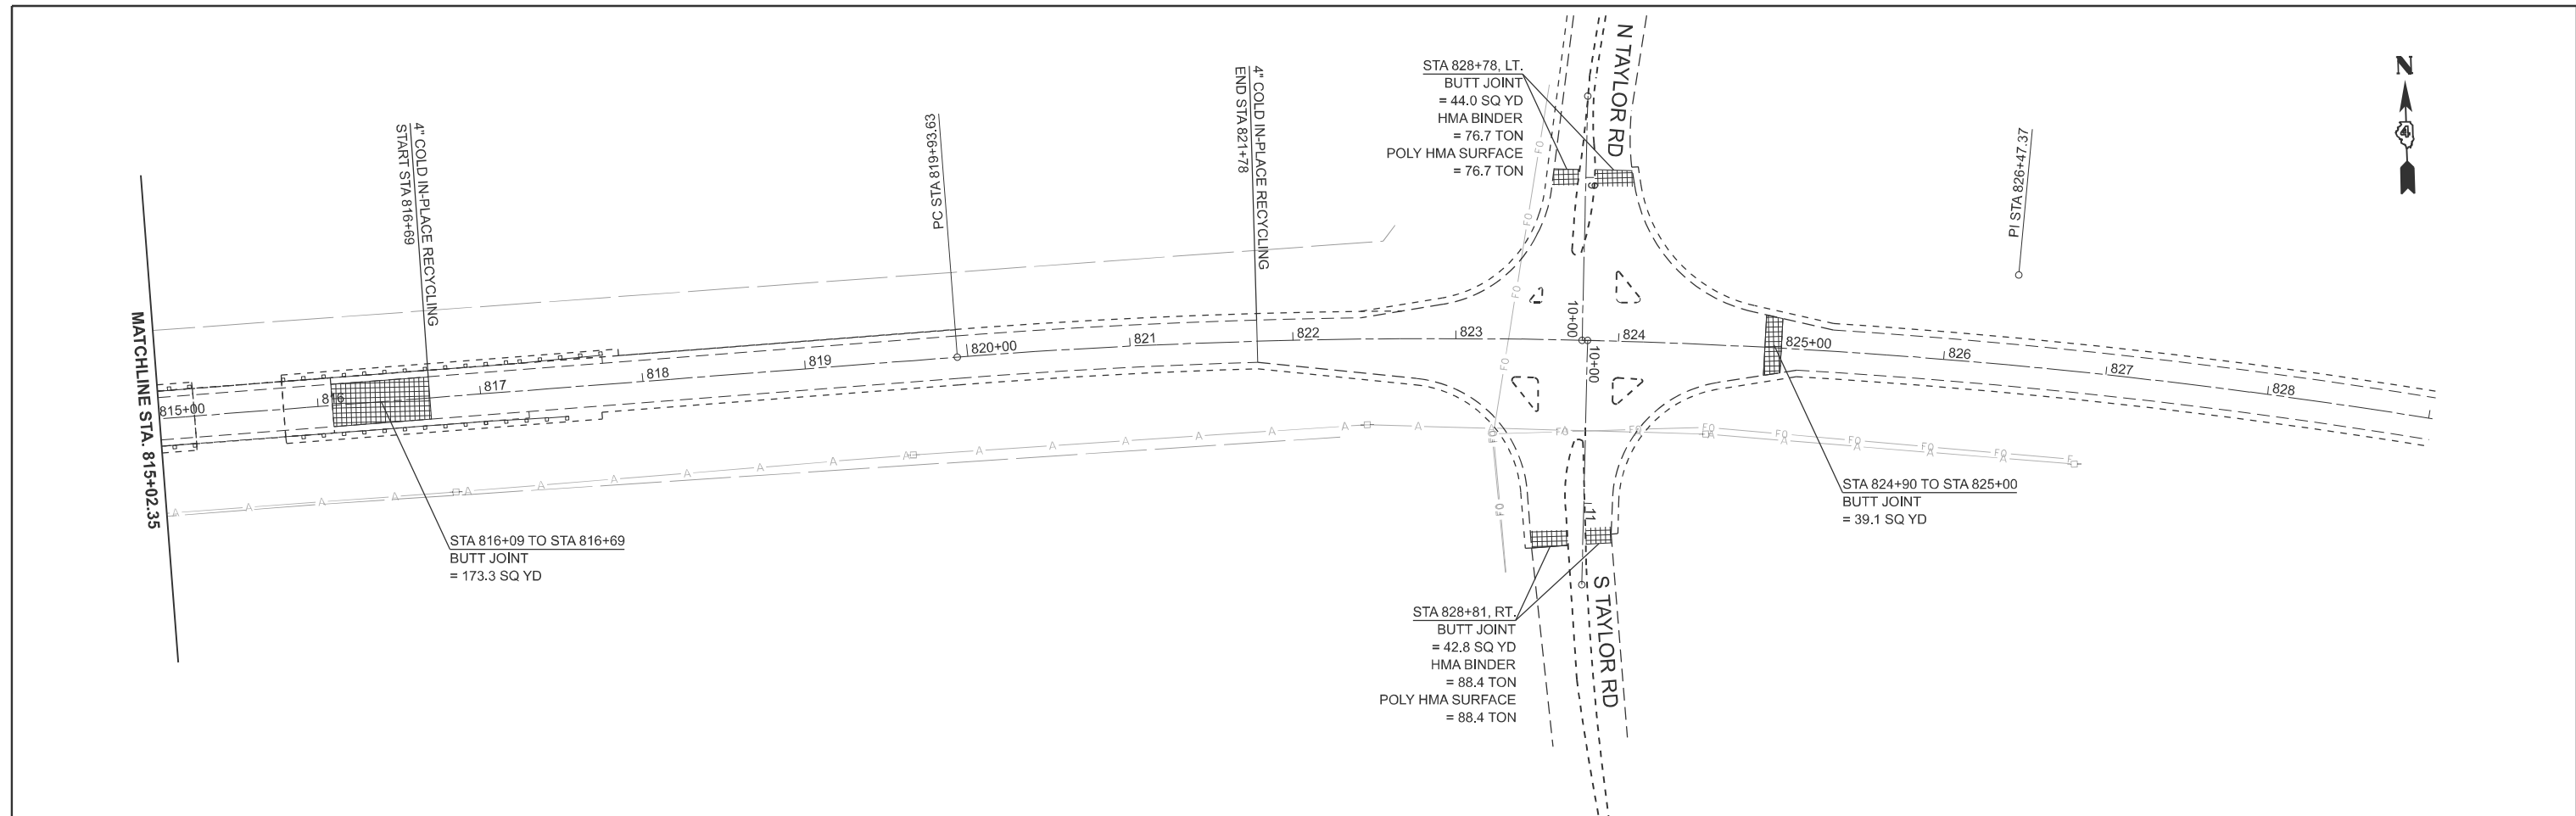 MATCHLINE STA. 815+02.35
4" COLD IN-PLACE RECYCLING
START STA 816+69
PC STA 819+93.63
4" COLD IN-PLACE RECYCLING
END STA 821+78
STA 828+78, LT.
BUTT JOINT
= 44.0 SQ YD
HMA BINDER
= 76.7 TON
POLY HMA SURFACE
= 76.7 TON
N TAYLOR RD
PI STA 826+47.37
N
4
815+00
816
817
818
819
820+00
821
822
823
824
825+00
826
827
828
9
10+00
10+00
11
STA 816+09 TO STA 816+69
BUTT JOINT
= 173.3 SQ YD
STA 824+90 TO STA 825+00
BUTT JOINT
= 39.1 SQ YD
STA 828+81, RT.
BUTT JOINT
= 42.8 SQ YD
HMA BINDER
= 88.4 TON
POLY HMA SURFACE
= 88.4 TON
S TAYLOR RD